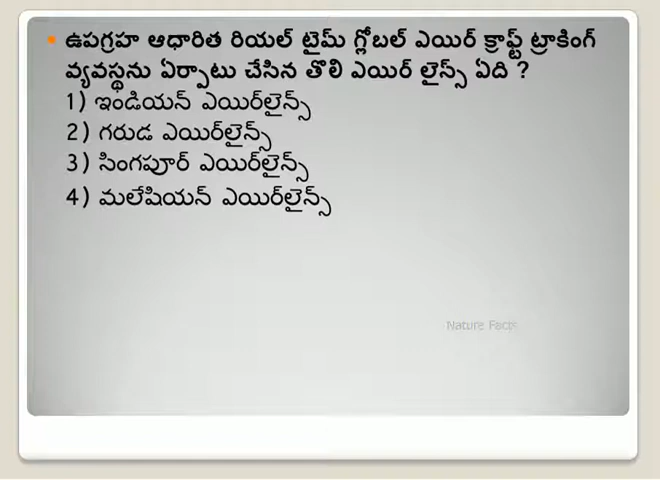 ఉపగ్రహ ఆధారిత రియల్ టైమ్ గ్లోబల్ ఎయిర్ క్రాఫ్ట్ ట్రాకింగ్
వ్యవస్థను ఏర్పాటు చేసిన తొలి ఎయిర్ లైన్స్ ఏది ?
1) ఇండియన్ ఎయిర్‌లైన్స్
2) గరుడ ఎయిర్‌లైన్స్
3) సింగపూర్ ఎయిర్‌లైన్స్
4) మలేషియన్ ఎయిర్‌లైన్స్
Nature Facts